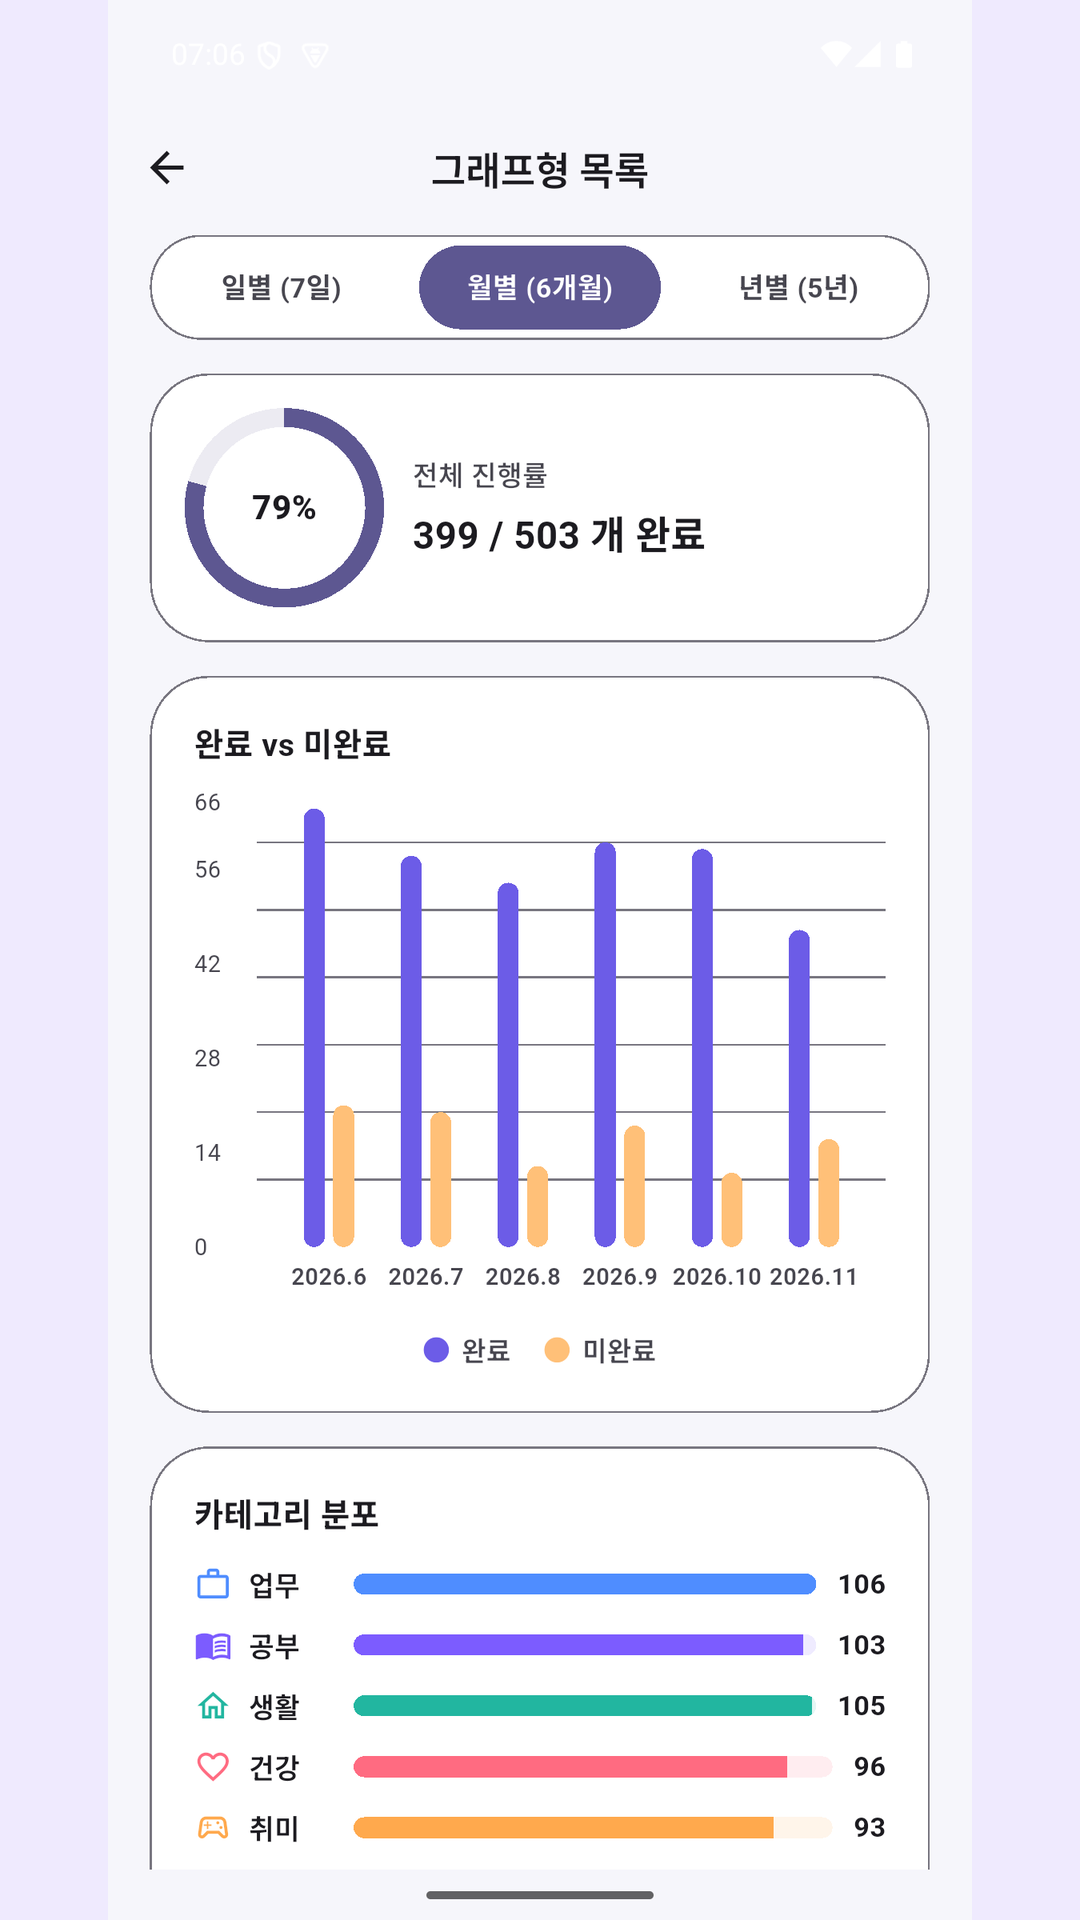 07:06
그래프형 목록
일별 (7일) 월별 (6개월) 년별 (5년)
79%
전체 진행률
399 / 503 개 완료
완료 vs 미완료
66
56
42
28
14
0
2026.6 2026.7 2026.8 2026.9 2026.10 2026.11
완료 미완료
카테고리 분포
업무 106
공부 103
생활 105
건강 96
취미 93